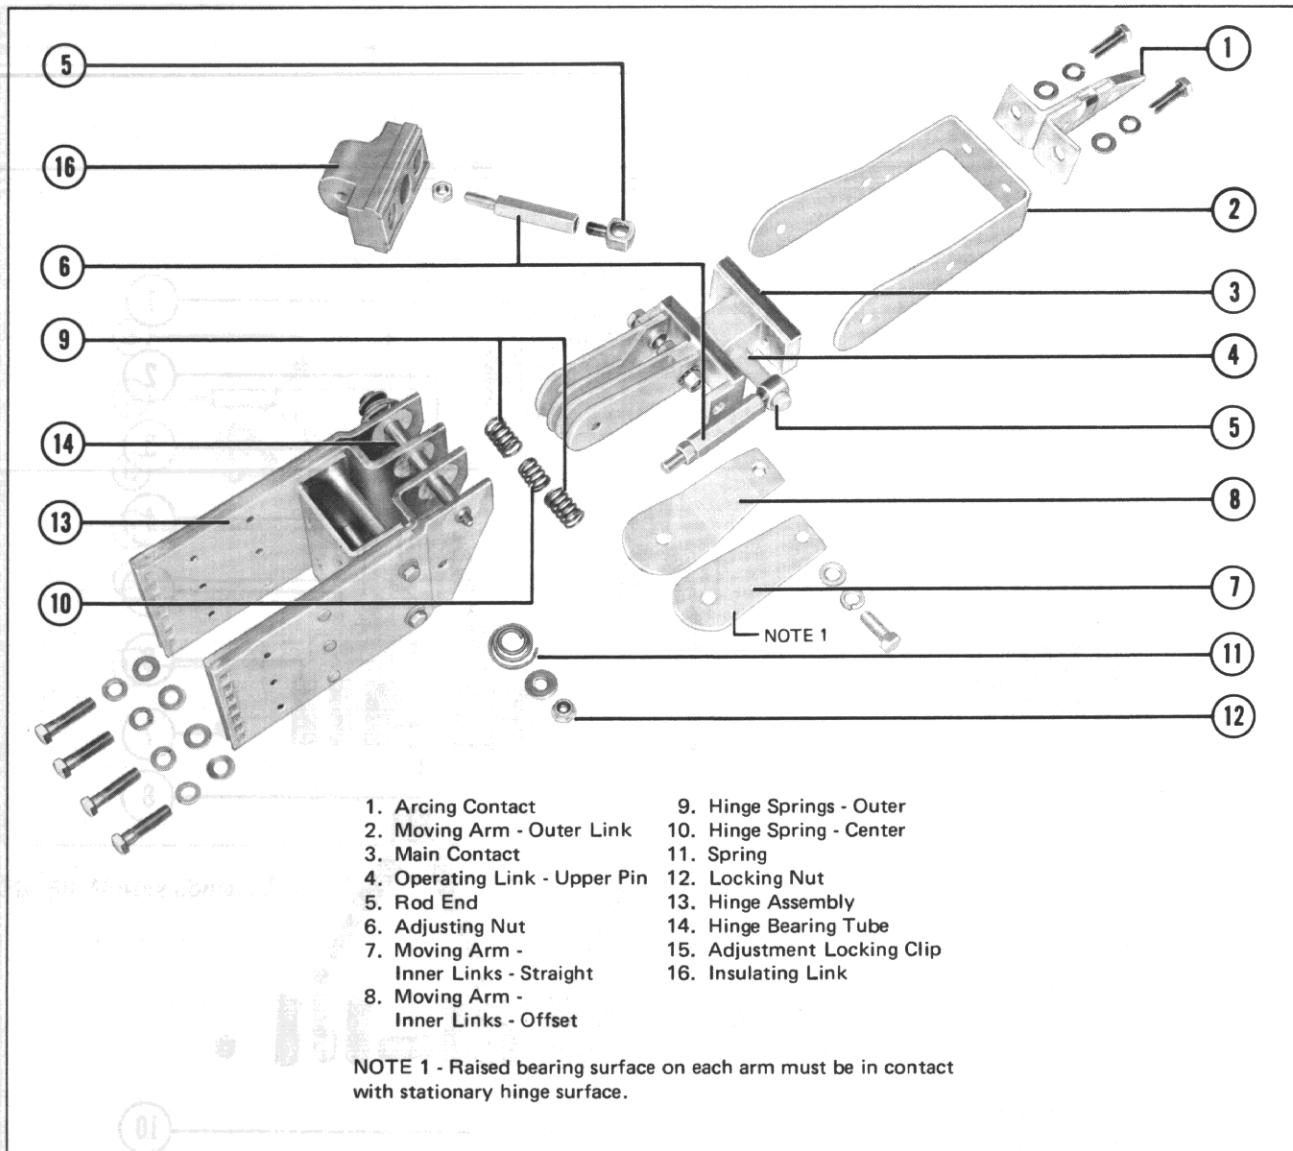 5
1
16
2
6
3
9
4
14
5
13
8
10
7
NOTE 1
11
12
1. Arcing Contact
2. Moving Arm - Outer Link
3. Main Contact
4. Operating Link - Upper Pin
5. Rod End
6. Adjusting Nut
7. Moving Arm -
Inner Links - Straight
8. Moving Arm -
Inner Links - Offset
9. Hinge Springs - Outer
10. Hinge Spring - Center
11. Spring
12. Locking Nut
13. Hinge Assembly
14. Hinge Bearing Tube
15. Adjustment Locking Clip
16. Insulating Link
NOTE 1 - Raised bearing surface on each arm must be in contact
with stationary hinge surface.